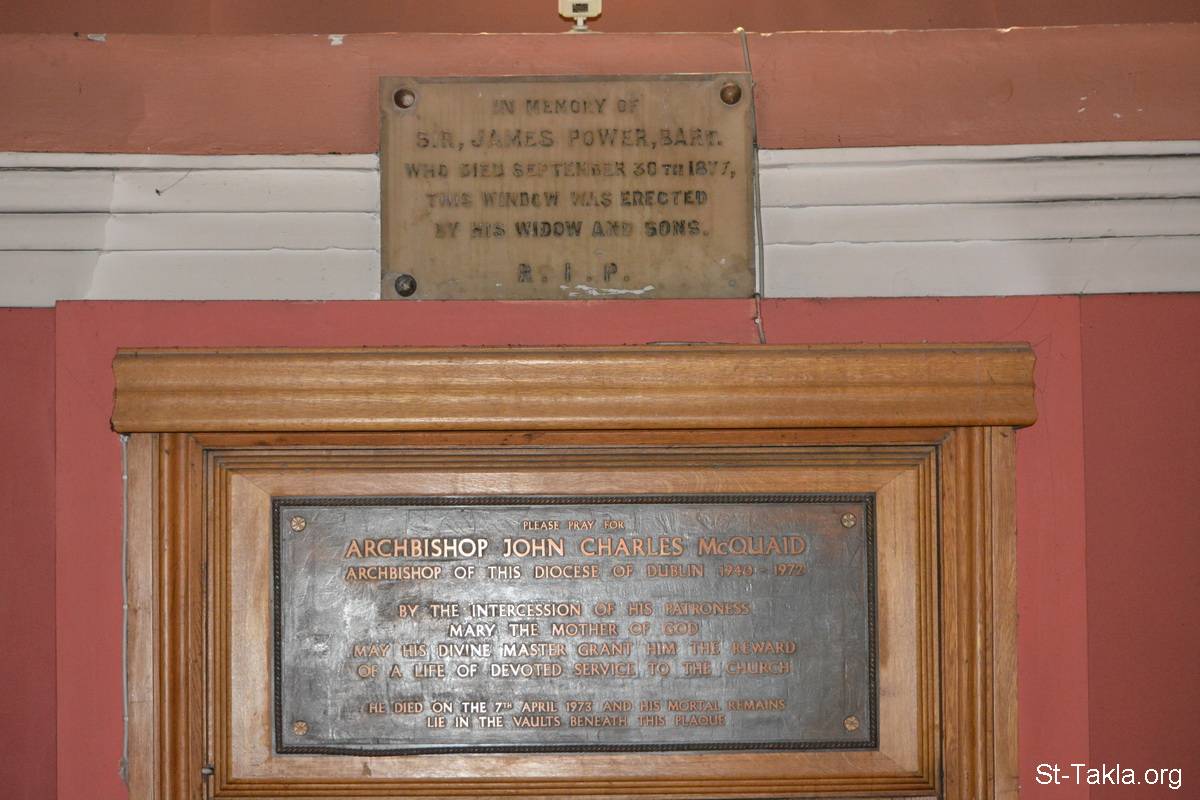 IN MEMORY OF
SIR, JAMES POWER, BART.
WHO DIED SEPTEMBER 30TH 1877,
THIS WINDOW WAS ERECTED
BY HIS WIDOW AND SONS.
R. I. P.
PLEASE PRAY FOR
ARCHBISHOP JOHN CHARLES McQUAID
ARCHBISHOP OF THIS DIOCESE OF DUBLIN 1940 - 1972
BY THE INTERCESSION OF HIS PATRONESS
MARY THE MOTHER OF GOD
MAY HIS DIVINE MASTER GRANT HIM THE REWARD
OF A LIFE OF DEVOTED SERVICE TO THE CHURCH
HE DIED ON THE 7TH APRIL 1973 AND HIS MORTAL REMAINS
LIE IN THE VAULTS BENEATH THIS PLAQUE
St-Takla.org